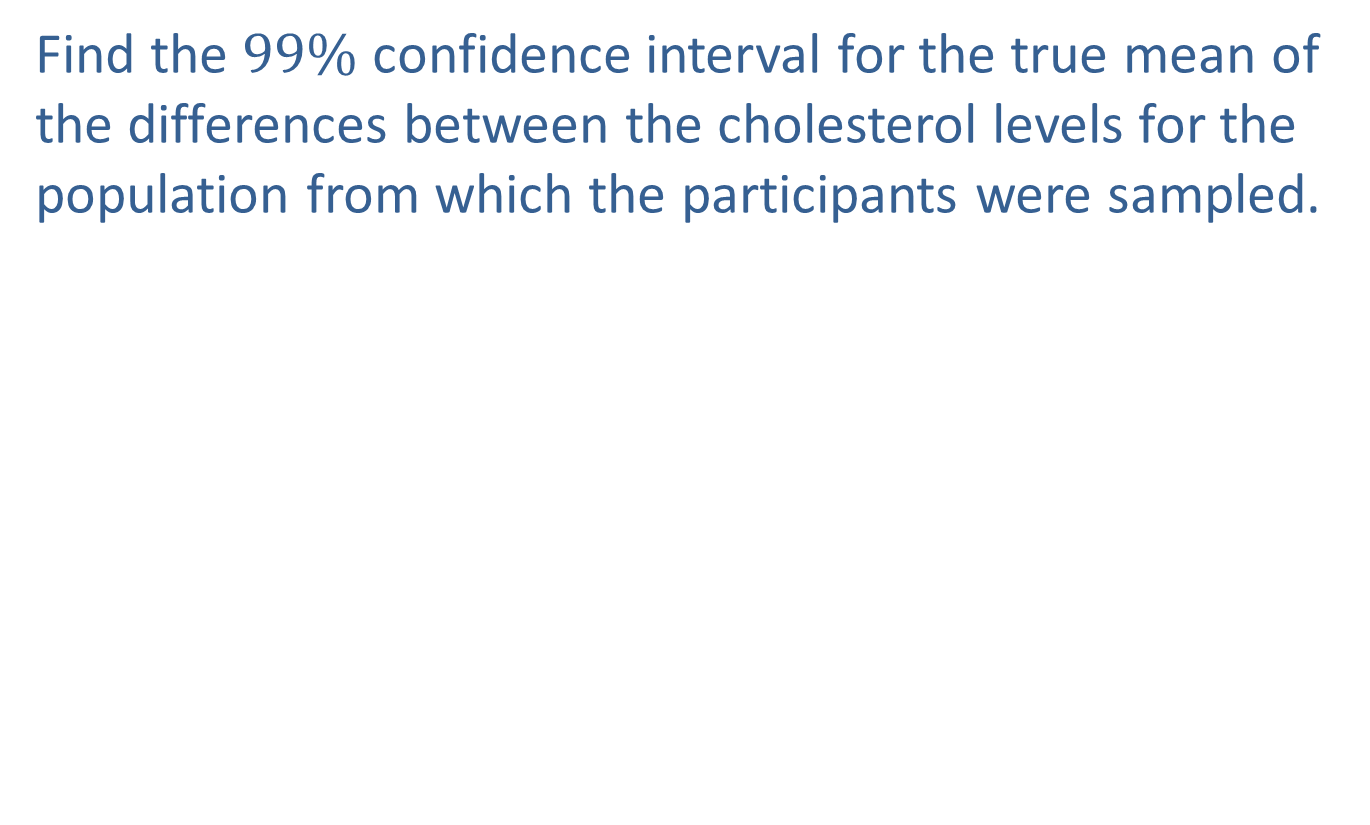 Find the 99% confidence interval for the true mean of
the differences between the cholesterol levels for the
population from which the participants were sampled.